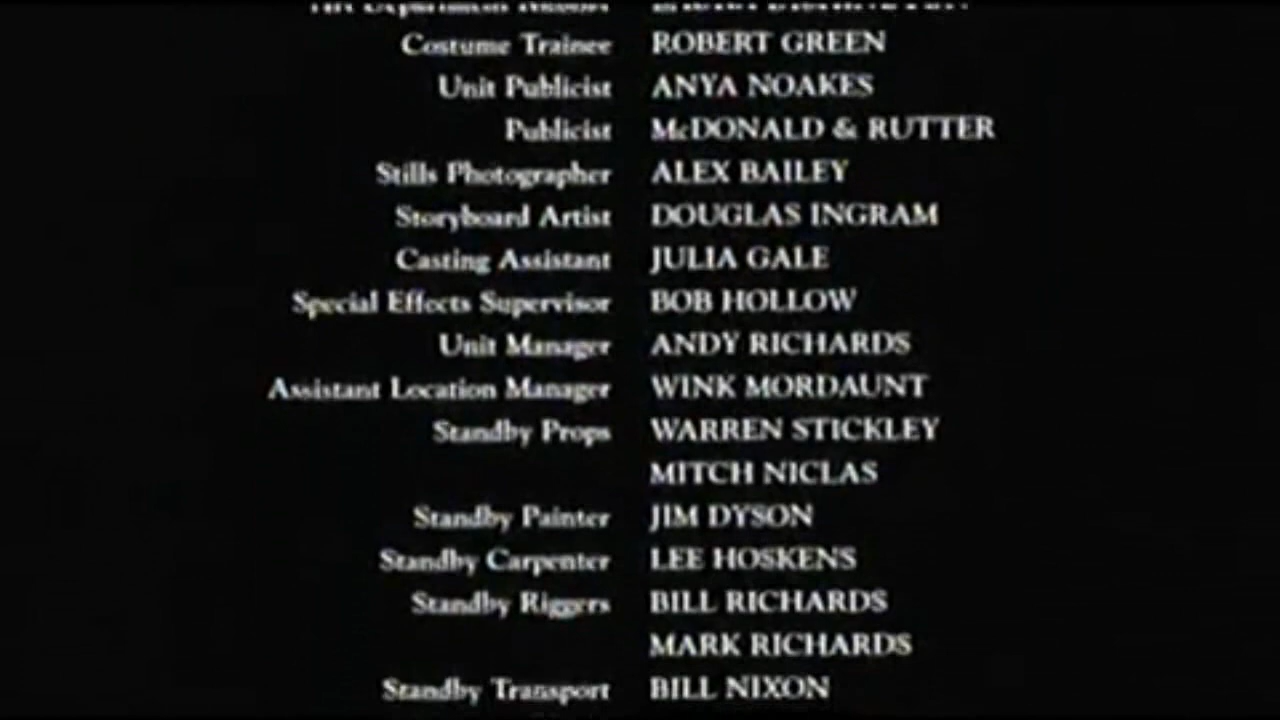 Costume Trainee ROBERT GREEN
Unit Publicist ANYA NOAKES
Publicist McDONALD & RUTTER
Stills Photographer ALEX BAILEY
Storyboard Artist DOUGLAS INGRAM
Casting Assistant JULIA GALE
Special Effects Supervisor BOB HOLLOW
Unit Manager ANDY RICHARDS
Assistant Location Manager WINK MORDAUNT
Standby Props WARREN STICKLEY
MITCH NICLAS
Standby Painter JIM DYSON
Standby Carpenter LEE HOSKENS
Standby Riggers BILL RICHARDS
MARK RICHARDS
Standby Transport BILL NIXON